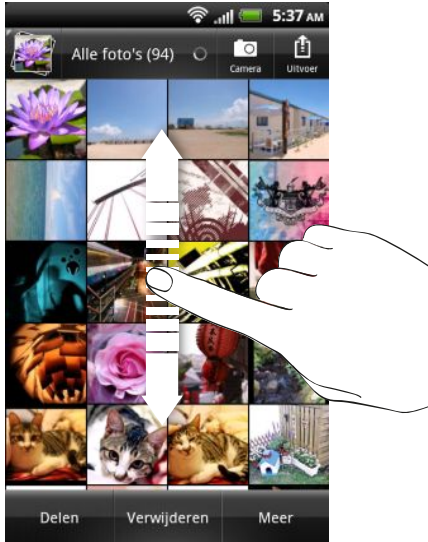 5:37 AM
Alle foto's (94)
Camera
Uitvoer
Delen
Verwijderen
Meer